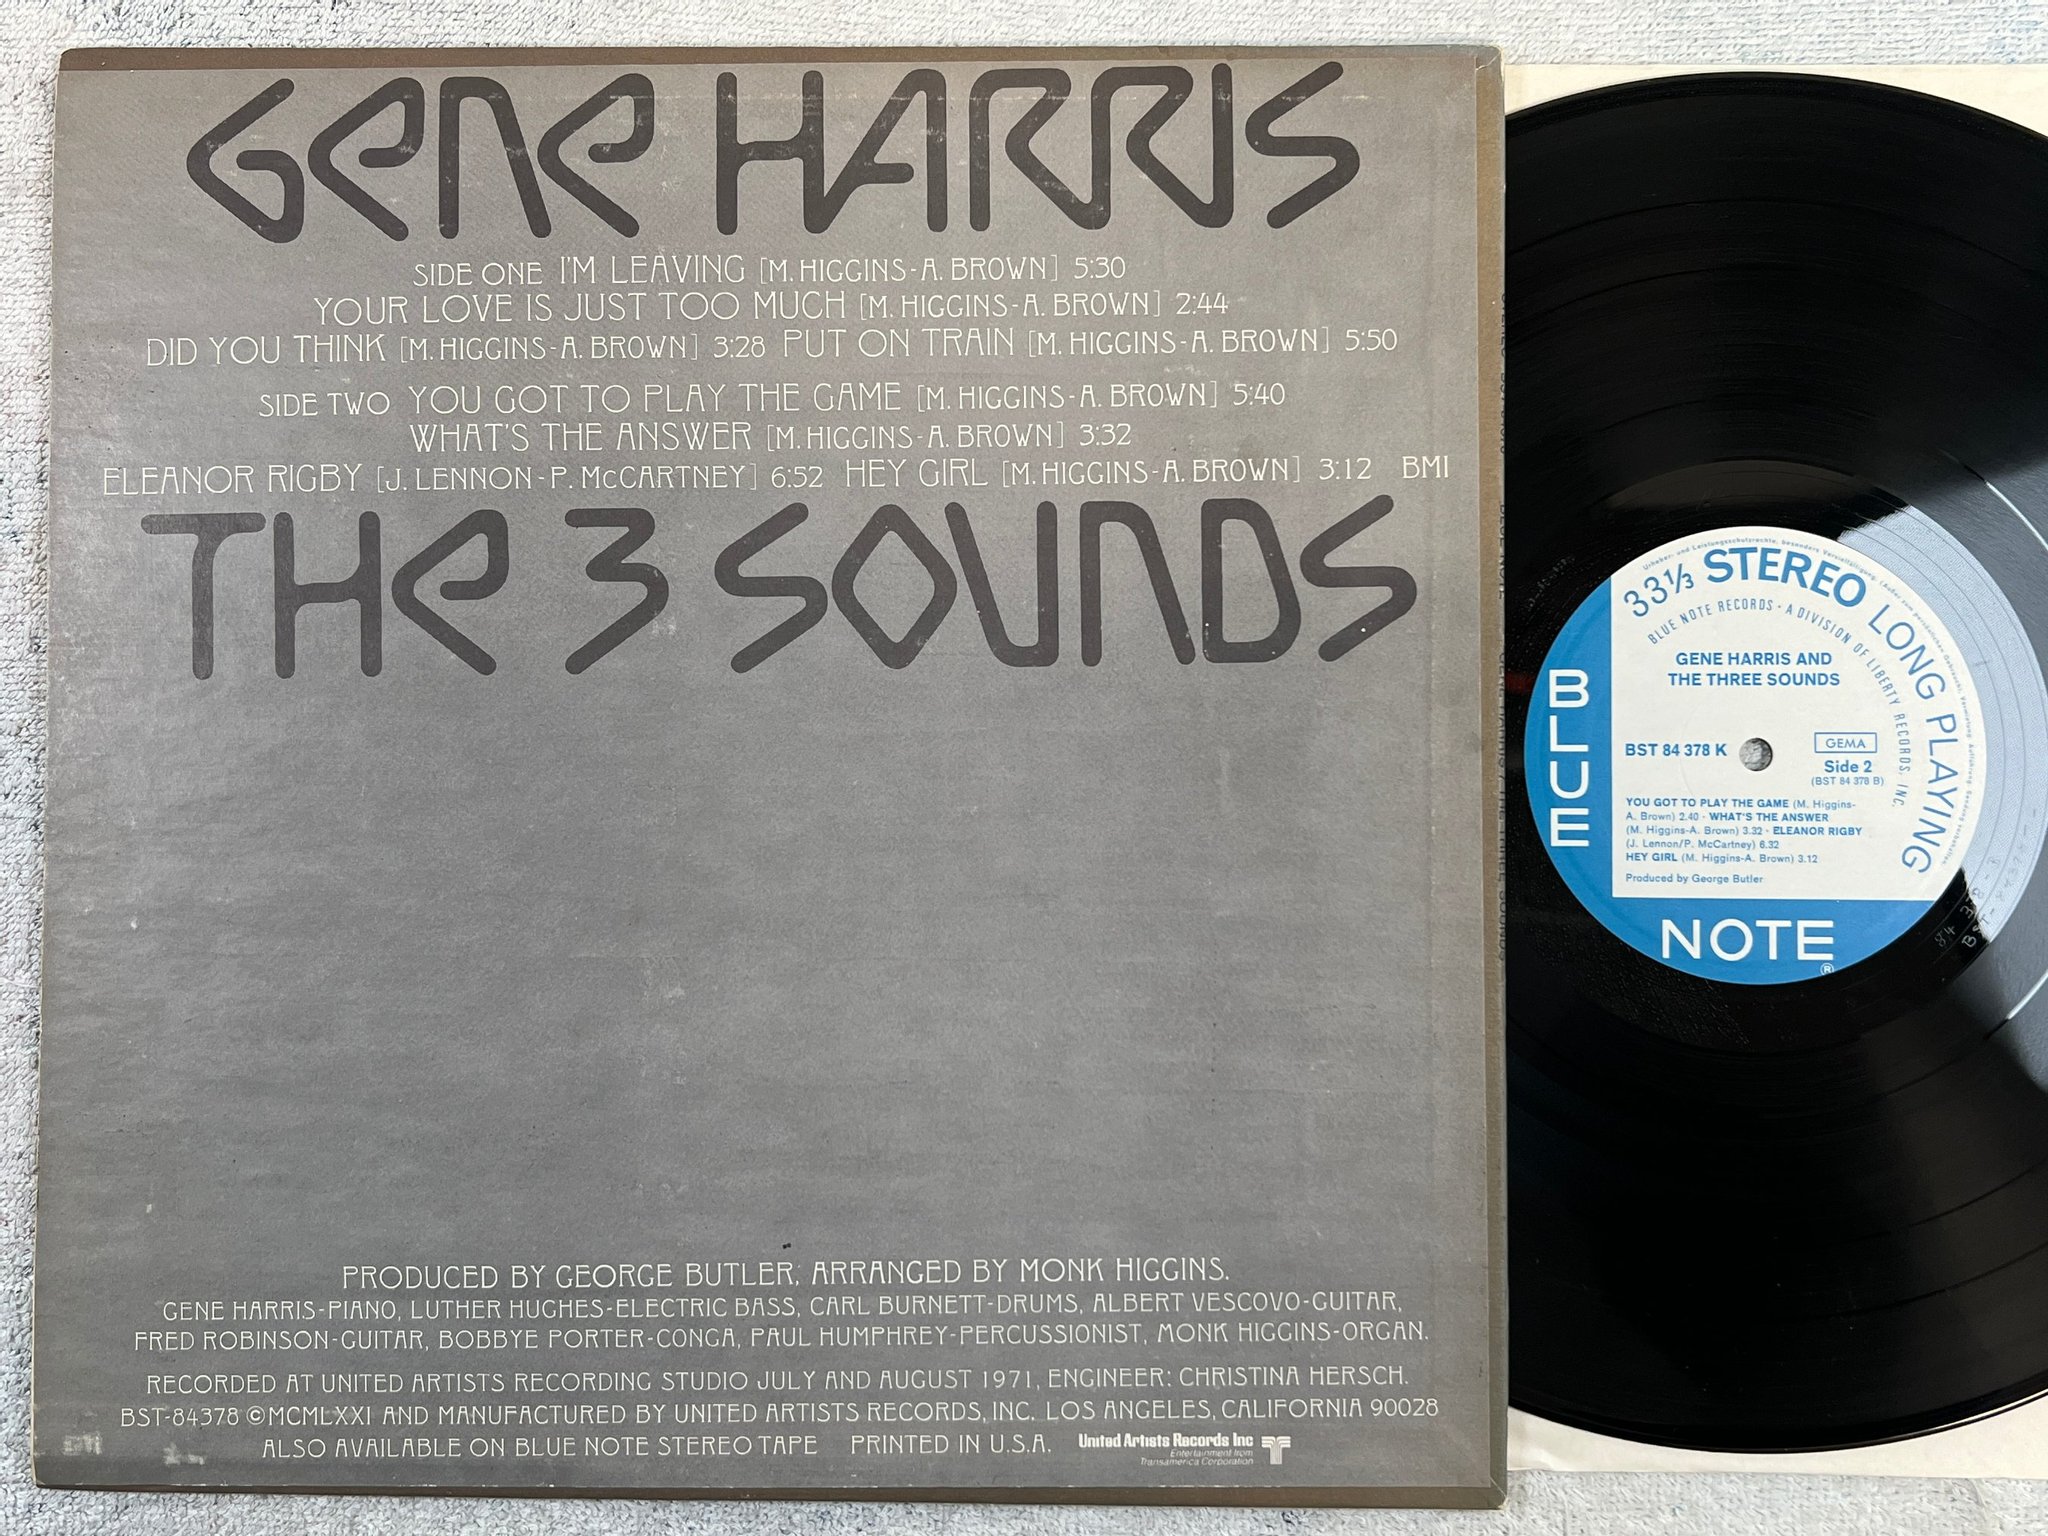 GENE HARRIS
SIDE ONE I'M LEAVING [M. HIGGINS-A. BROWN] 5:30
YOUR LOVE IS JUST TOO MUCH [M. HIGGINS-A. BROWN] 2:44
DID YOU THINK [M. HIGGINS-A. BROWN] 3:28 PUT ON TRAIN [M. HIGGINS-A. BROWN] 5:50
SIDE TWO YOU GOT TO PLAY THE GAME [M. HIGGINS-A. BROWN] 5:40
WHAT'S THE ANSWER [M. HIGGINS-A. BROWN] 3:32
ELEANOR RIGBY [J. LENNON-P. McCARTNEY] 6:52 HEY GIRL [M. HIGGINS-A. BROWN] 3:12 BMI
THE 3 SOUNDS
PRODUCED BY GEORGE BUTLER; ARRANGED BY MONK HIGGINS.
GENE HARRIS-PIANO, LUTHER HUGHES-ELECTRIC BASS, CARL BURNETT-DRUMS, ALBERT VESCOVO-GUITAR,
FRED ROBINSON-GUITAR, BOBBYE PORTER-CONGA, PAUL HUMPHREY-PERCUSSIONIST, MONK HIGGINS-ORGAN.
RECORDED AT UNITED ARTISTS RECORDING STUDIO JULY AND AUGUST 1971, ENGINEER: CHRISTINA HERSCH.
BST-84378 ©MCMLXXI AND MANUFACTURED BY UNITED ARTISTS RECORDS, INC. LOS ANGELES, CALIFORNIA 90028
ALSO AVAILABLE ON BLUE NOTE STEREO TAPE PRINTED IN U.S.A.
United Artists Records Inc
Entertainment from
Transamerica Corporation
33⅓ STEREO LONG PLAYING
BLUE NOTE RECORDS • A DIVISION OF LIBERTY RECORDS, INC.
GENE HARRIS AND
THE THREE SOUNDS
BST 84 378 K
GEMA
Side 2
(BST 84 378 B)
YOU GOT TO PLAY THE GAME (M. Higgins-
A. Brown) 2.40 - WHAT'S THE ANSWER
(M. Higgins-A. Brown) 3.32 - ELEANOR RIGBY
(J. Lennon/P. McCartney) 6.32
HEY GIRL (M. Higgins-A. Brown) 3.12
Produced by George Butler
BLUE
NOTE
®